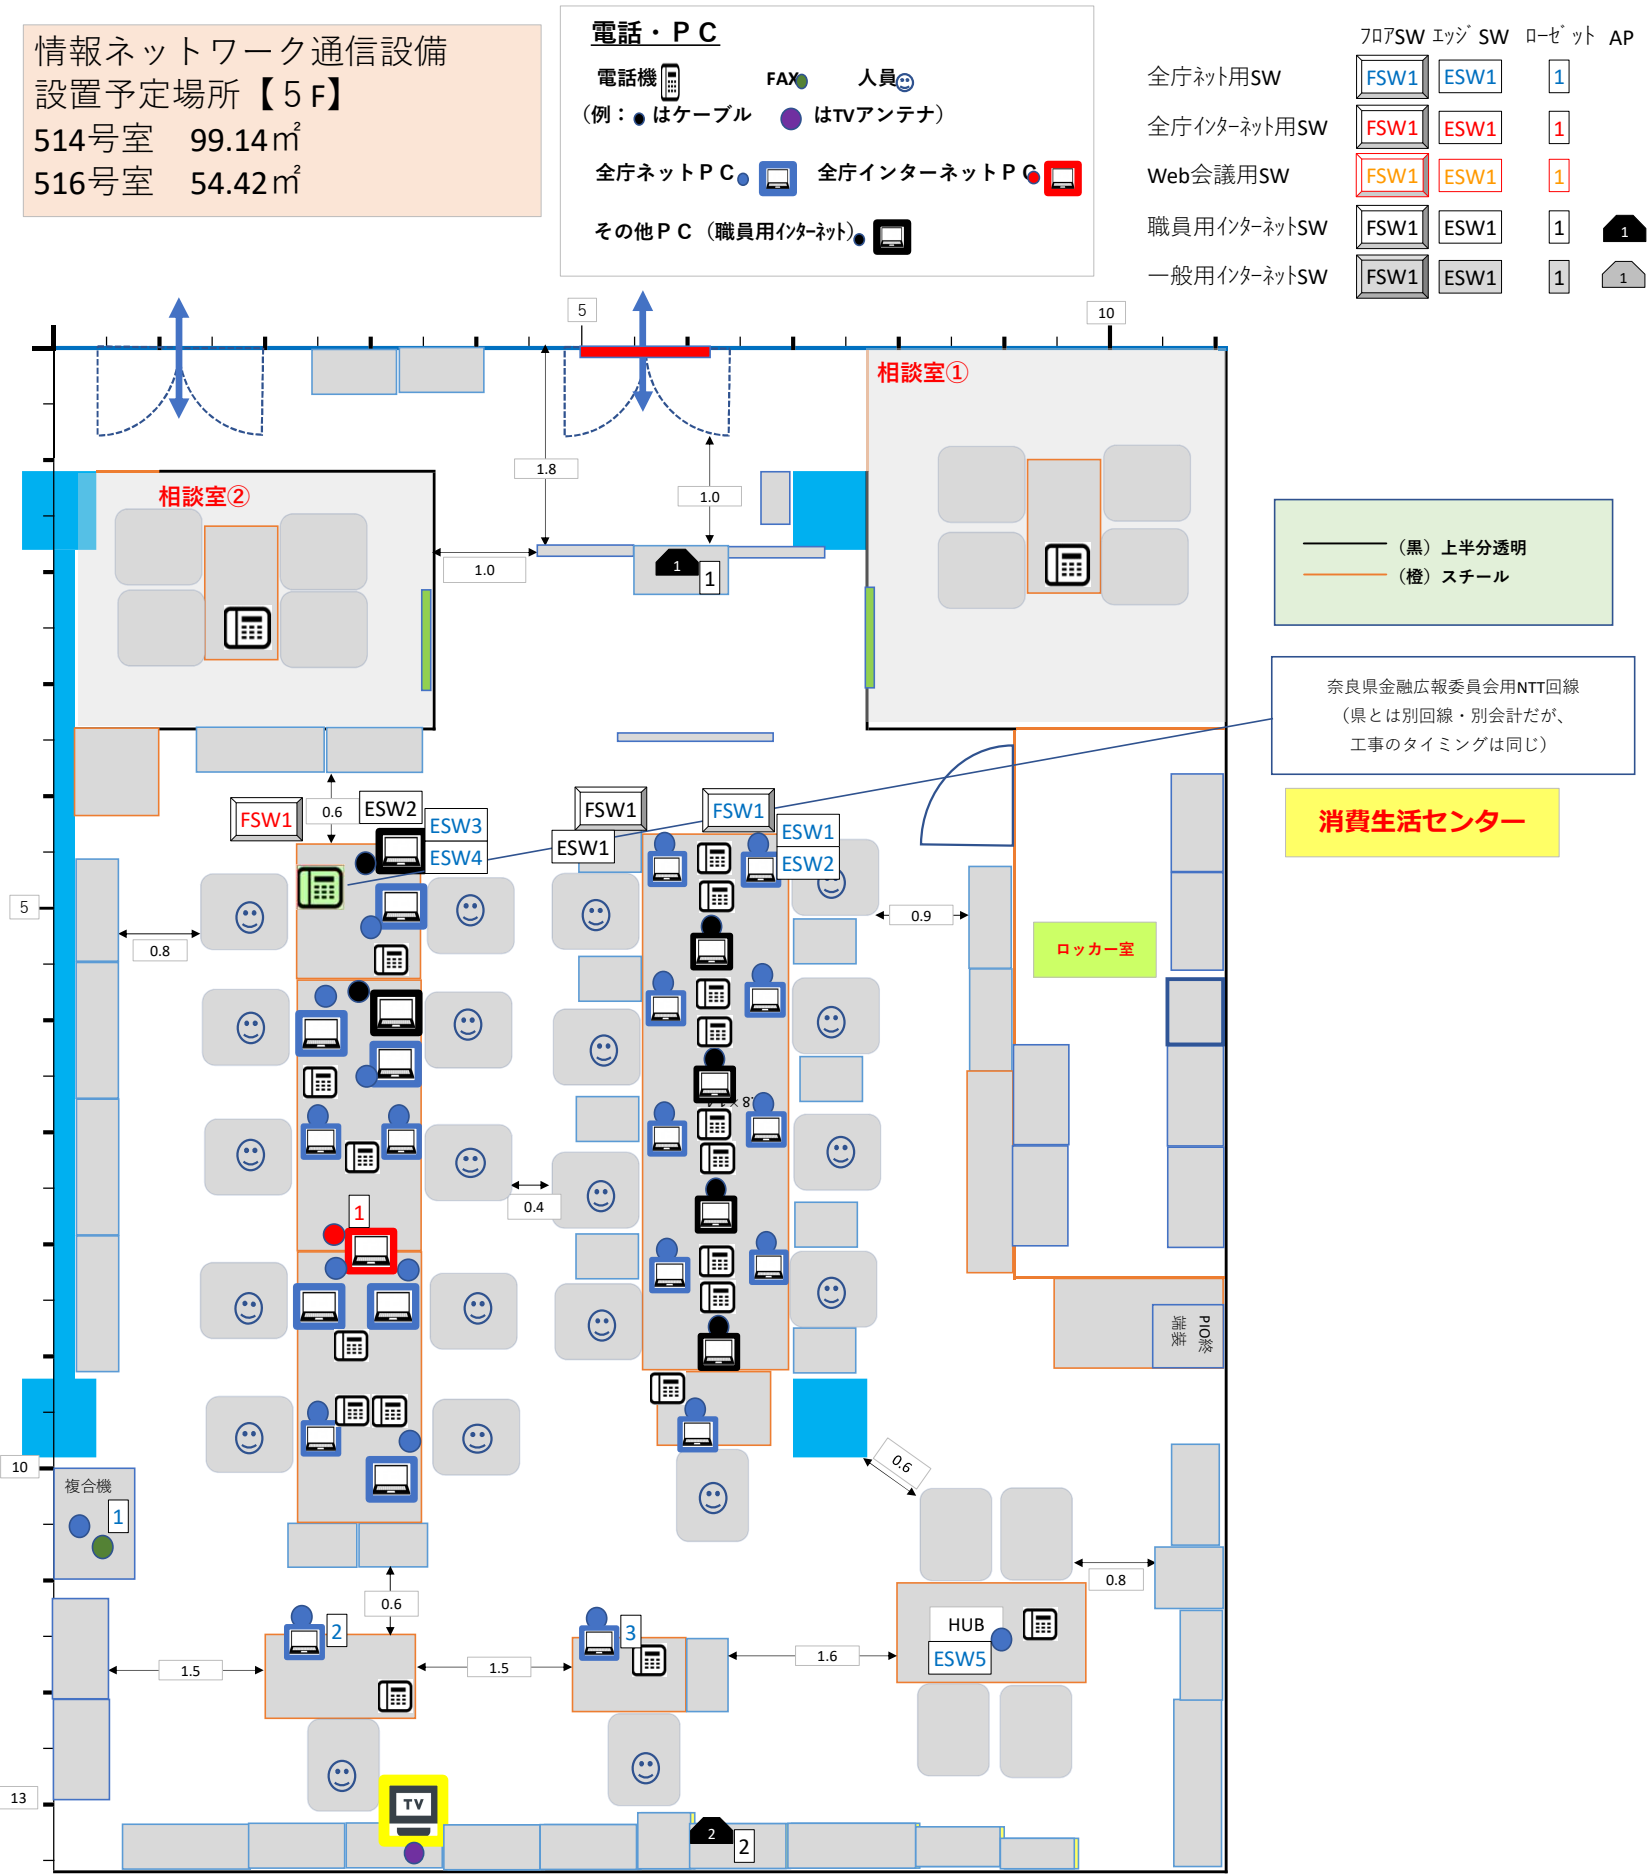 情報ネットワーク通信設備
設置予定場所【５F】
514号室　99.14㎡
516号室　54.42㎡
電話・ＰＣ
電話機　FAX　人員
（例：●はケーブル　●はTVアンテナ）
全庁ネットＰＣ　全庁インターネットＰＣ
その他ＰＣ（職員用ｲﾝﾀｰﾈｯﾄ）
ﾌﾛｱSW ｴｯｼﾞSW ﾛｰｾﾞｯﾄ AP
全庁ネット用SW FSW1 ESW1 1
全庁ｲﾝﾀｰﾈｯﾄ用SW FSW1 ESW1 1
Web会議用SW FSW1 ESW1 1
職員用ｲﾝﾀｰﾈｯﾄSW FSW1 ESW1 1 1
一般用ｲﾝﾀｰﾈｯﾄSW FSW1 ESW1 1 1
5
10
相談室①
1.8
1.0
相談室②
1.0
1
1
（黒）上半分透明
（橙）スチール
奈良県金融広報委員会用NTT回線
（県とは別回線・別会計だが、
工事のタイミングは同じ）
消費生活センター
FSW1
0.6
ESW2
ESW3
ESW4
FSW1
ESW1
FSW1
ESW1
ESW2
5
0.8
0.9
ロッカー室
0.4
1
PIO終
端装
10
複合機
1
0.6
0.8
0.6
2
3
HUB
ESW5
1.5
1.5
1.6
13
TV
2
2